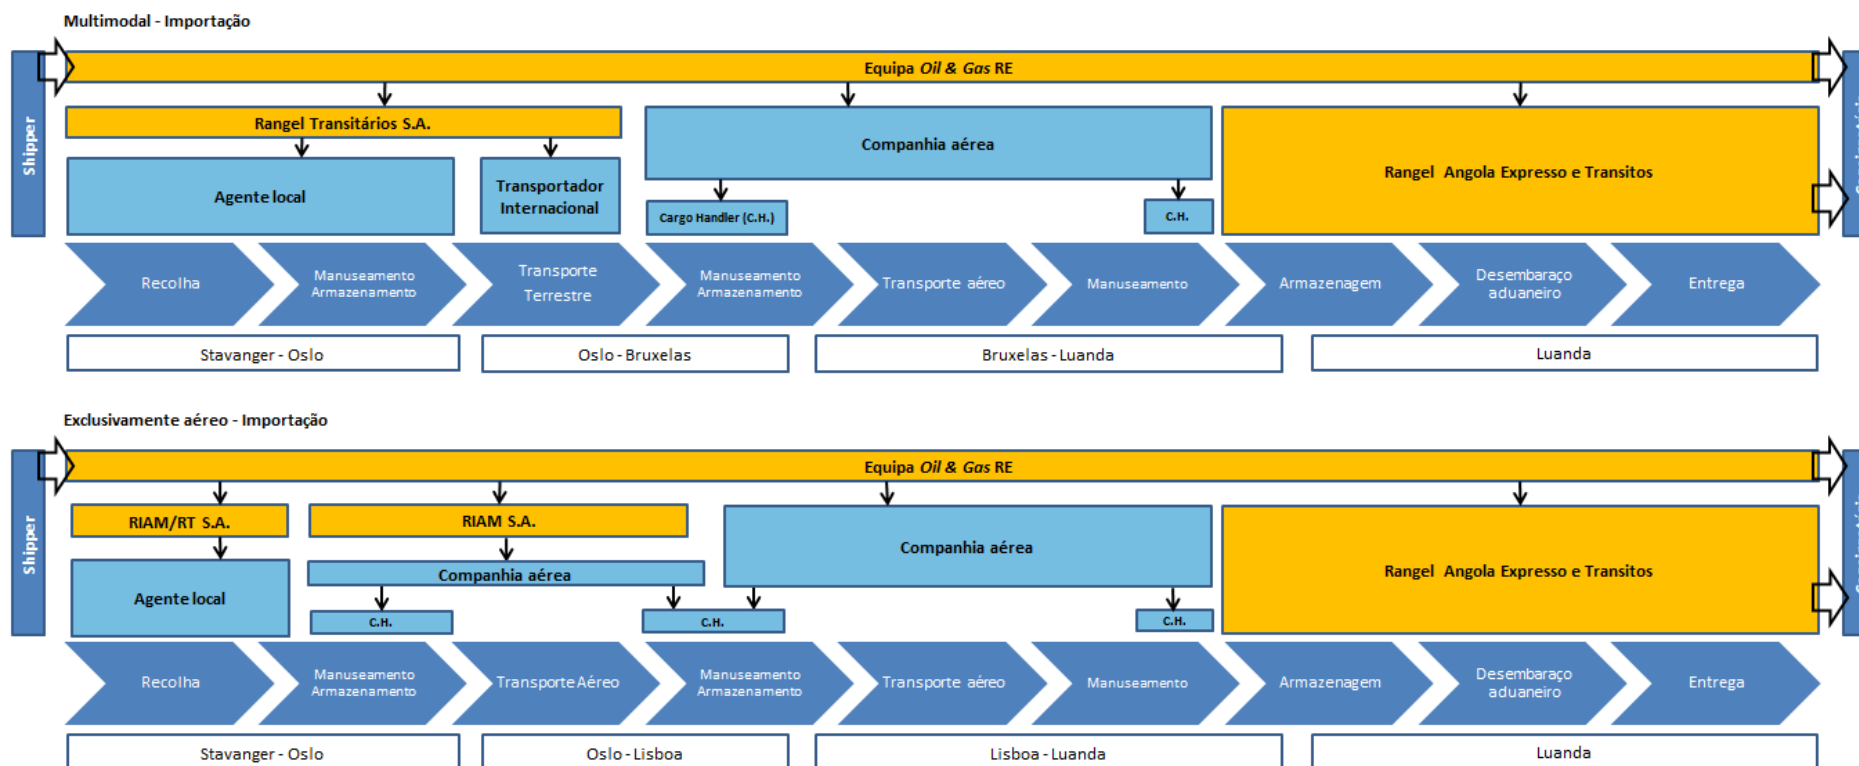 Multimodal - Importação
Shipper
Equipa Oil & Gas RE
Rangel Transitários S.A.
Agente local
Transportador
Internacional
Companhia aérea
Cargo Handler (C.H.)
C.H.
Rangel Angola Expresso e Transitos
Recolha
Manuseamento
Armazenamento
Transporte
Terrestre
Manuseamento
Armazenamento
Transporte aéreo
Manuseamento
Armazenagem
Desembaraço
aduaneiro
Entrega
Stavanger - Oslo
Oslo - Bruxelas
Bruxelas - Luanda
Luanda
Exclusivamente aéreo - Importação
Shipper
Equipa Oil & Gas RE
RIAM/RT S.A.
RIAM S.A.
Agente local
Companhia aérea
C.H.
C.H.
Companhia aérea
C.H.
Rangel Angola Expresso e Transitos
Recolha
Manuseamento
Armazenamento
Transporte Aéreo
Manuseamento
Armazenamento
Transporte aéreo
Manuseamento
Armazenagem
Desembaraço
aduaneiro
Entrega
Stavanger - Oslo
Oslo - Lisboa
Lisboa - Luanda
Luanda